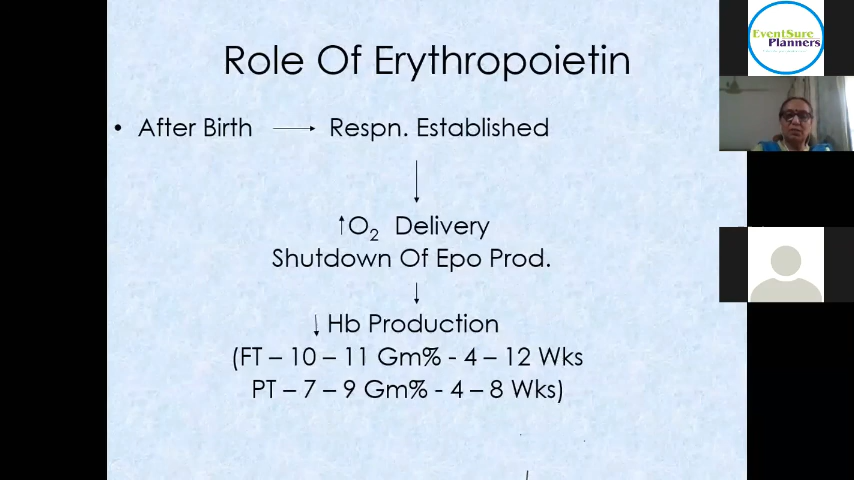 Role Of Erythropoietin
• After Birth → Respn. Established
↓
↑O₂ Delivery
Shutdown Of Epo Prod.
↓
↓ Hb Production
(FT – 10 – 11 Gm% - 4 – 12 Wks
PT – 7 – 9 Gm% - 4 – 8 Wks)
EventSure
Planners